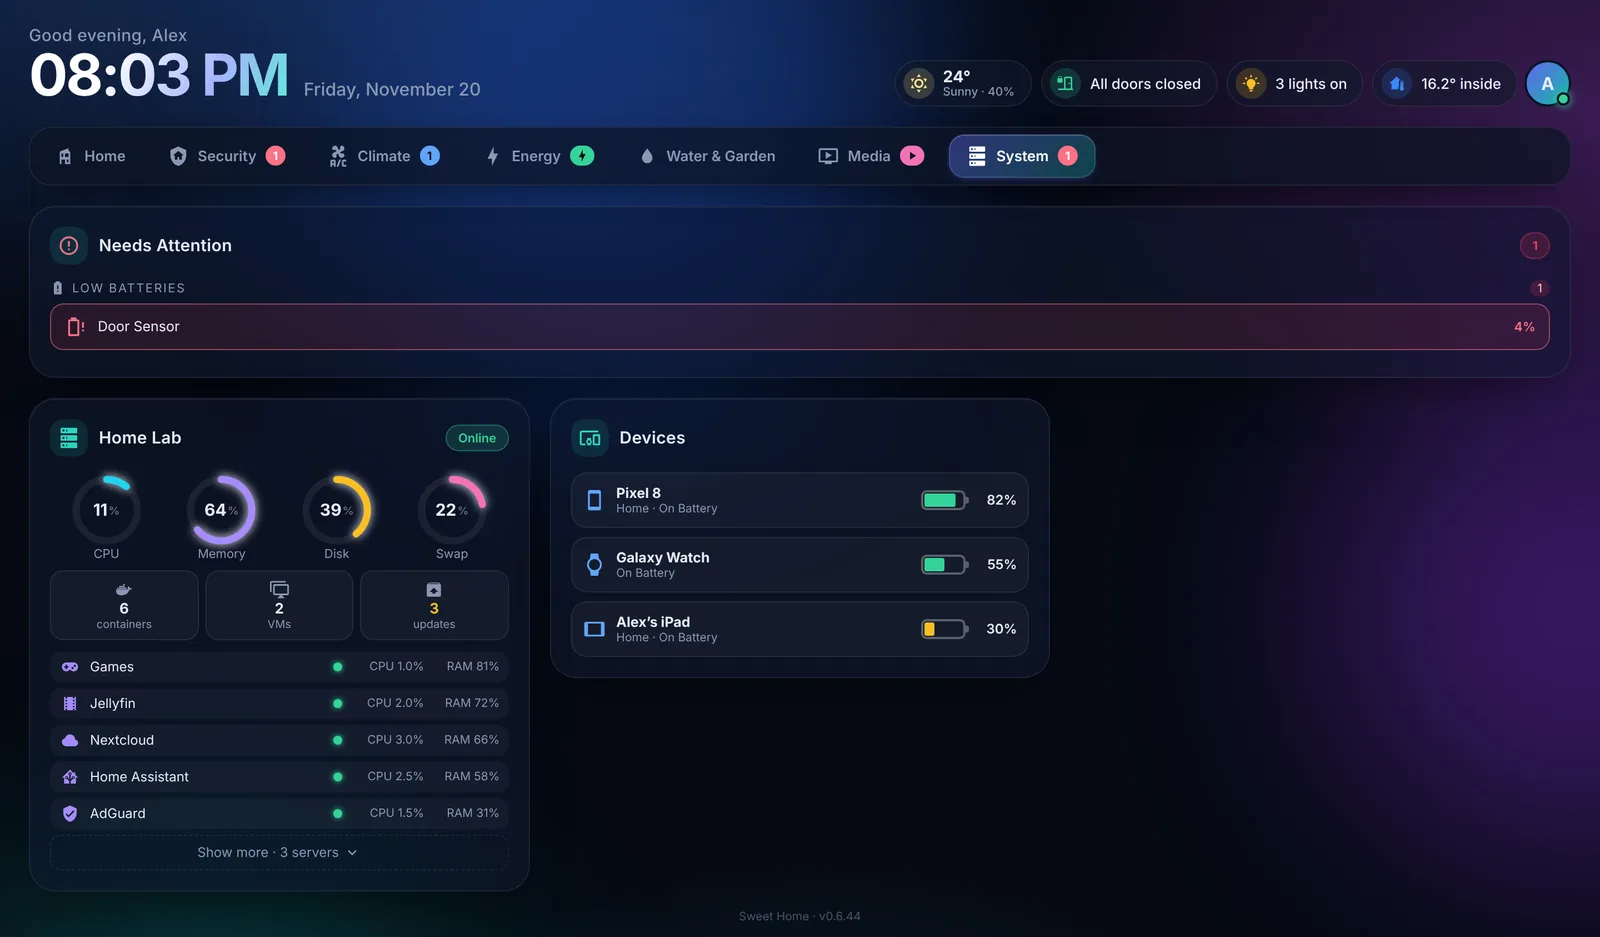 Good evening, Alex
08:03 PM
Friday, November 20
24°
Sunny · 40%
All doors closed
3 lights on
16.2° inside
A
Home
Security 1
A/C Climate 1
Energy
Water & Garden
Media
System 1
Needs Attention
1
LOW BATTERIES
1
Door Sensor
4%
Home Lab
Online
11%
64%
39%
22%
CPU
Memory
Disk
Swap
6
containers
2
VMs
3
updates
Games CPU 1.0% RAM 81%
Jellyfin CPU 2.0% RAM 72%
Nextcloud CPU 3.0% RAM 66%
Home Assistant CPU 2.5% RAM 58%
AdGuard CPU 1.5% RAM 31%
Show more · 3 servers
Devices
Pixel 8
Home · On Battery
82%
Galaxy Watch
On Battery
55%
Alex’s iPad
Home · On Battery
30%
Sweet Home · v0.6.44